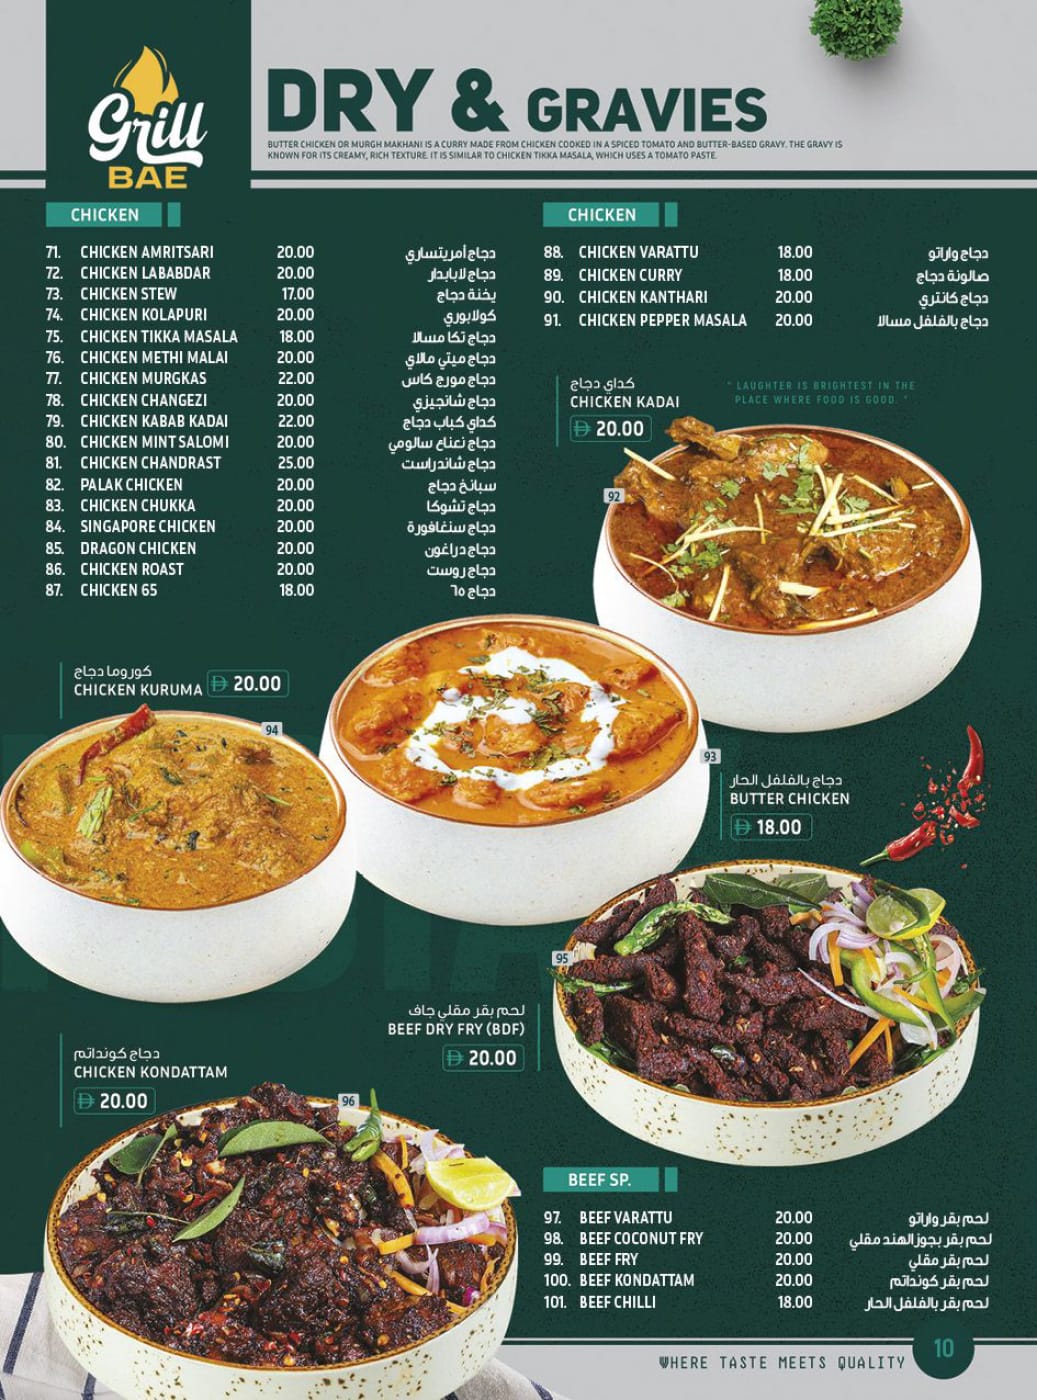 Grill
BAE
DRY & GRAVIES
BUTTER CHICKEN OR MURGH MAKHANI IS A CURRY MADE FROM CHICKEN COOKED IN A SPICED TOMATO AND BUTTER-BASED GRAVY. THE GRAVY IS
KNOWN FOR ITS CREAMY, RICH TEXTURE. IT IS SIMILAR TO CHICKEN TIKKA MASALA, WHICH USES A TOMATO PASTE.
CHICKEN
71. CHICKEN AMRITSARI 20.00 دجاج أمريتساري
72. CHICKEN LABABDAR 20.00 دجاج لابابدار
73. CHICKEN STEW 17.00 يخنة دجاج
74. CHICKEN KOLAPURI 20.00 كولابوري
75. CHICKEN TIKKA MASALA 18.00 دجاج تكا مسالا
76. CHICKEN METHI MALAI 20.00 دجاج ميتي مالاي
77. CHICKEN MURGKAS 22.00 دجاج مورج كاس
78. CHICKEN CHANGEZI 20.00 دجاج شانجيزي
79. CHICKEN KABAB KADAI 22.00 كداي كباب دجاج
80. CHICKEN MINT SALOMI 20.00 دجاج نعناع سالومي
81. CHICKEN CHANDRAST 25.00 دجاج شاندراست
82. PALAK CHICKEN 20.00 سبانخ دجاج
83. CHICKEN CHUKKA 20.00 دجاج تشوكا
84. SINGAPORE CHICKEN 20.00 دجاج سنغافورة
85. DRAGON CHICKEN 20.00 دجاج دراغون
86. CHICKEN ROAST 20.00 دجاج روست
87. CHICKEN 65 18.00 دجاج ٦٥
CHICKEN
88. CHICKEN VARATTU 18.00 دجاج واراتو
89. CHICKEN CURRY 18.00 صالونة دجاج
90. CHICKEN KANTHARI 20.00 دجاج كانتري
91. CHICKEN PEPPER MASALA 20.00 دجاج بالفلفل مسالا
كداي دجاج
CHICKEN KADAI
20.00
" LAUGHTER IS BRIGHTEST IN THE
PLACE WHERE FOOD IS GOOD. "
92
كوروما دجاج
CHICKEN KURUMA
20.00
94
93
دجاج بالفلفل الحار
BUTTER CHICKEN
18.00
95
لحم بقر مقلي جاف
BEEF DRY FRY (BDF)
20.00
دجاج كونداتم
CHICKEN KONDATTAM
20.00
96
BEEF SP.
97. BEEF VARATTU 20.00 لحم بقر واراتو
98. BEEF COCONUT FRY 20.00 لحم بقر بجوز الهند مقلي
99. BEEF FRY 20.00 لحم بقر مقلي
100. BEEF KONDATTAM 20.00 لحم بقر كونداتم
101. BEEF CHILLI 18.00 لحم بقر بالفلفل الحار
WHERE TASTE MEETS QUALITY
10